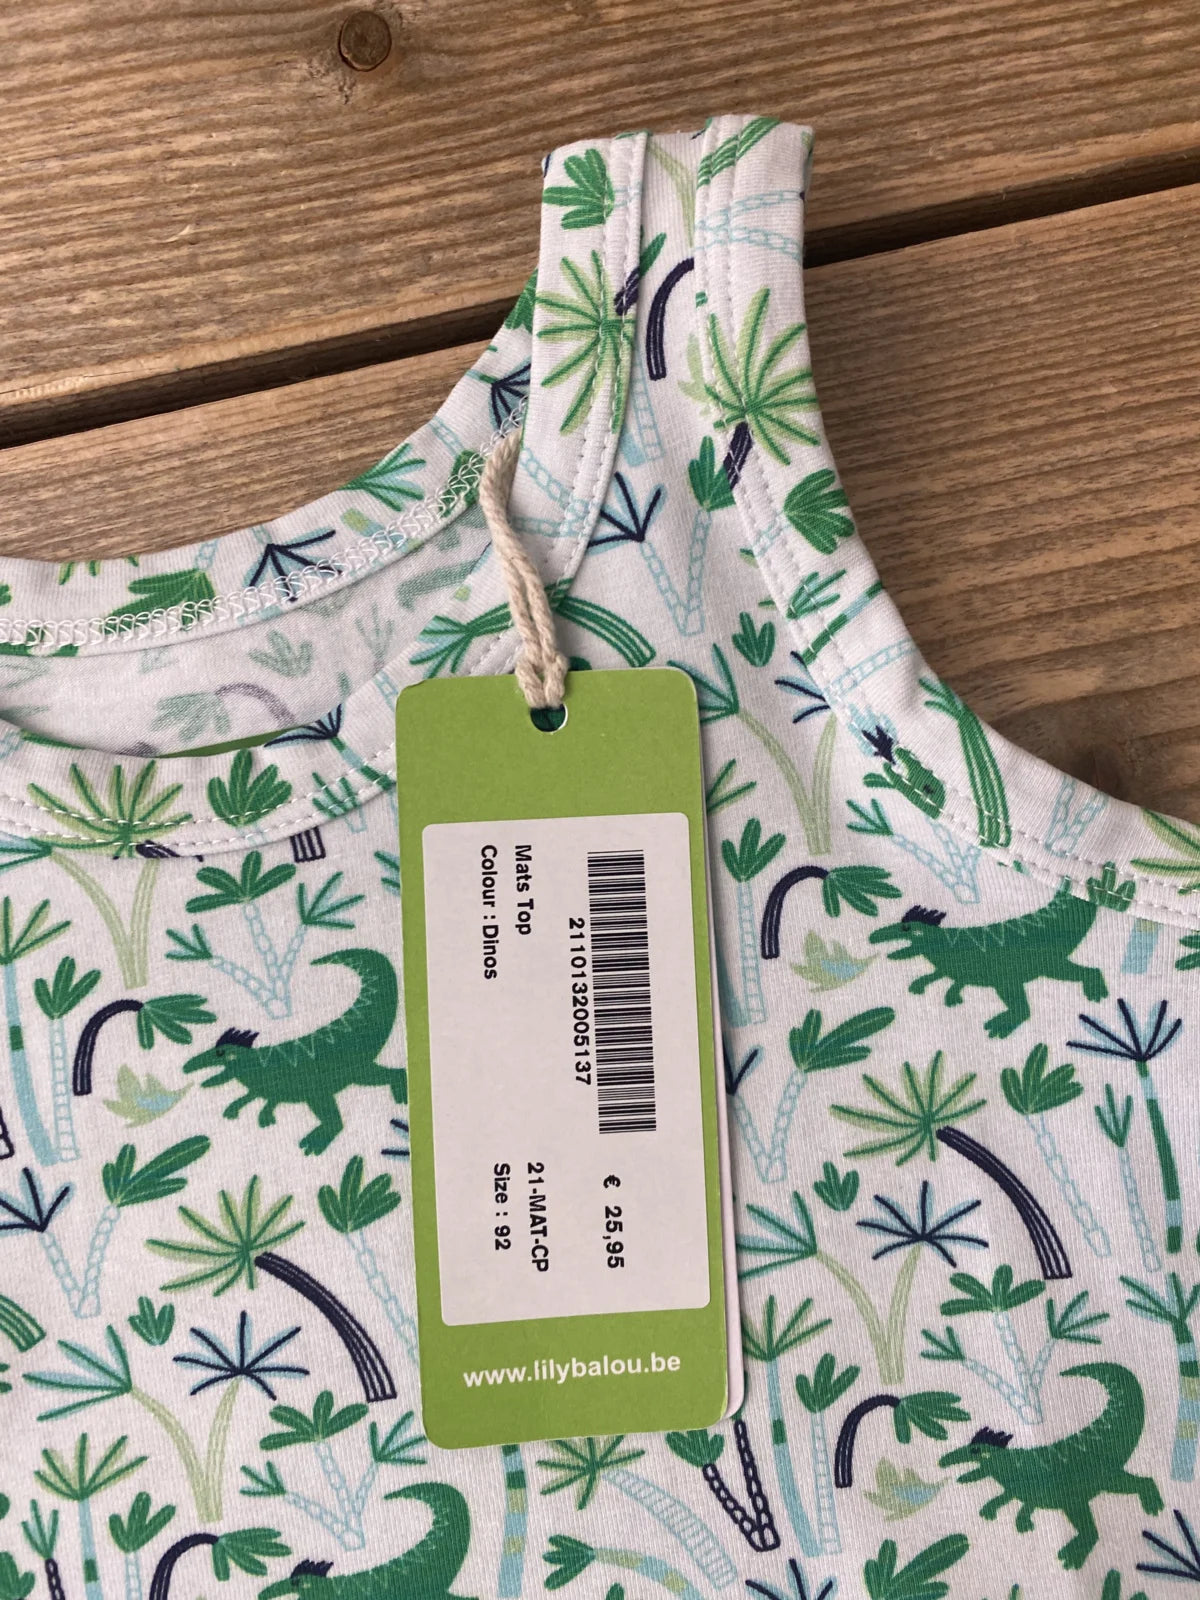 2110132005137
€ 25,95
Mats Top
21-MAT-CP
Colour : Dinos
Size : 92
www.lilybalou.be